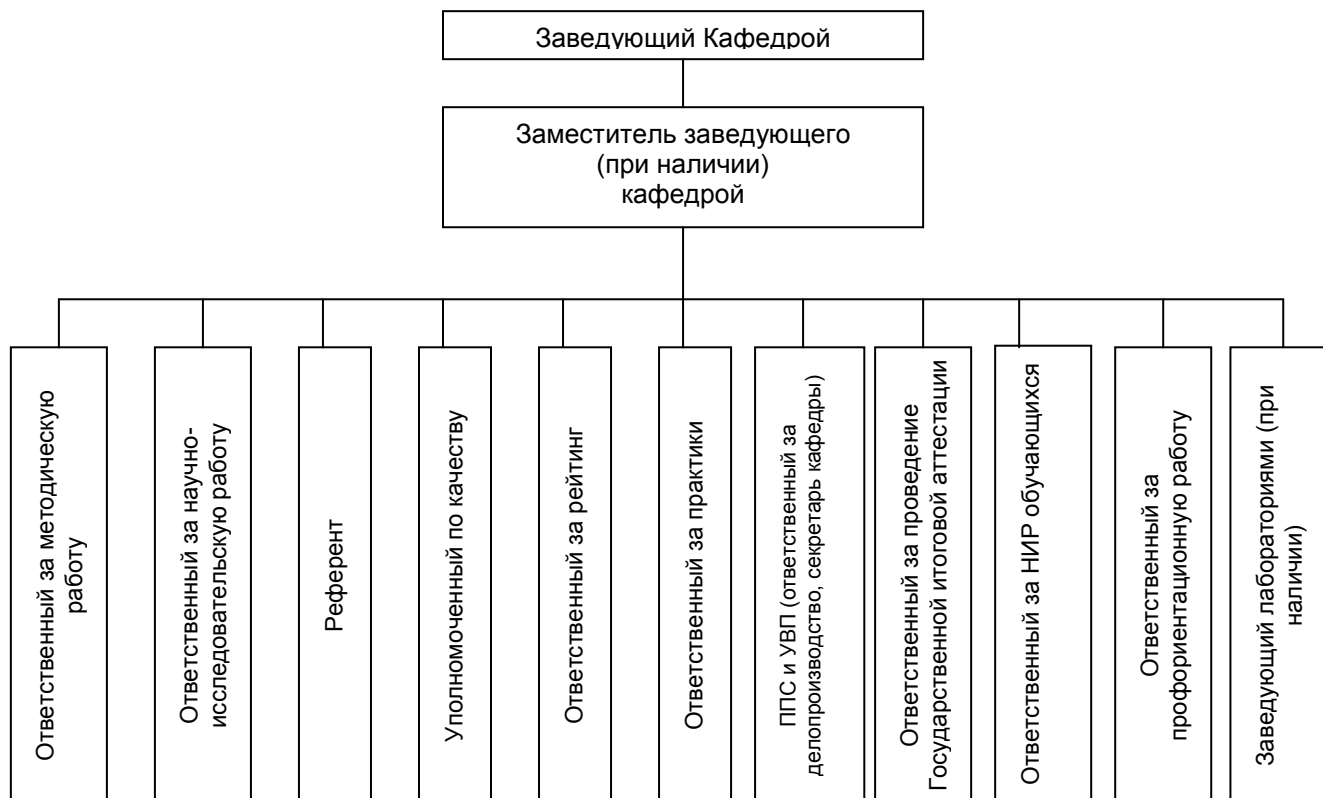 Заведующий Кафедрой
Заместитель заведующего
(при наличии)
кафедрой
Ответственный за методическую
работу
Ответственный за научно-
исследовательскую работу
Референт
Уполномоченный по качеству
Ответственный за рейтинг
Ответственный за практики
ППС и УВП (ответственный за
делопроизводство, секретарь кафедры)
Ответственный за проведение
Государственной итоговой аттестации
Ответственный за НИР обучающихся
Ответственный за
профориентационную работу
Заведующий лабораториями (при
наличии)